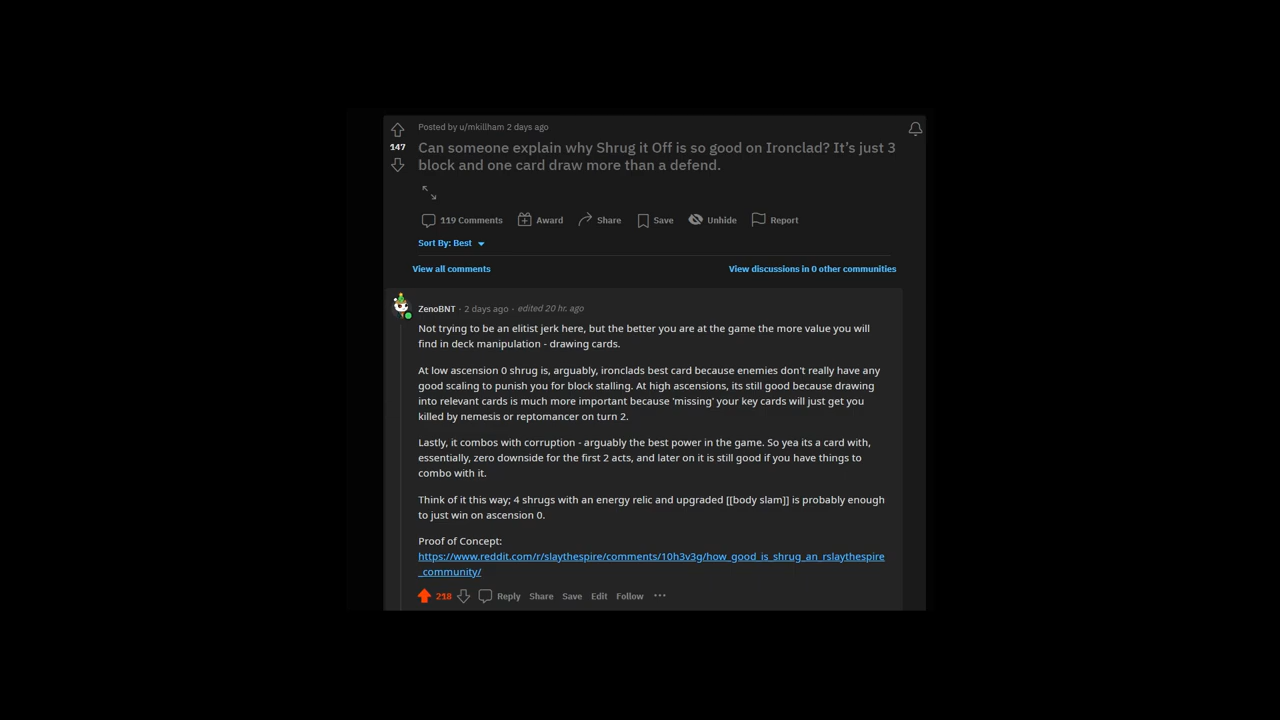 Posted by u/mkillham 2 days ago
147
Can someone explain why Shrug it Off is so good on Ironclad? It's just 3
block and one card draw more than a defend.
119 Comments Award Share Save Unhide Report
Sort By: Best
View all comments View discussions in 0 other communities
ZenoBNT · 2 days ago · edited 20 hr. ago
Not trying to be an elitist jerk here, but the better you are at the game the more value you will
find in deck manipulation - drawing cards.
At low ascension 0 shrug is, arguably, ironclads best card because enemies don't really have any
good scaling to punish you for block stalling. At high ascensions, its still good because drawing
into relevant cards is much more important because 'missing' your key cards will just get you
killed by nemesis or reptomancer on turn 2.
Lastly, it combos with corruption - arguably the best power in the game. So yea its a card with,
essentially, zero downside for the first 2 acts, and later on it is still good if you have things to
combo with it.
Think of it this way; 4 shrugs with an energy relic and upgraded [[body slam]] is probably enough
to just win on ascension 0.
Proof of Concept:
https://www.reddit.com/r/slaythespire/comments/10h3v3g/how_good_is_shrug_an_rslaythespire
_community/
218 Reply Share Save Edit Follow ···